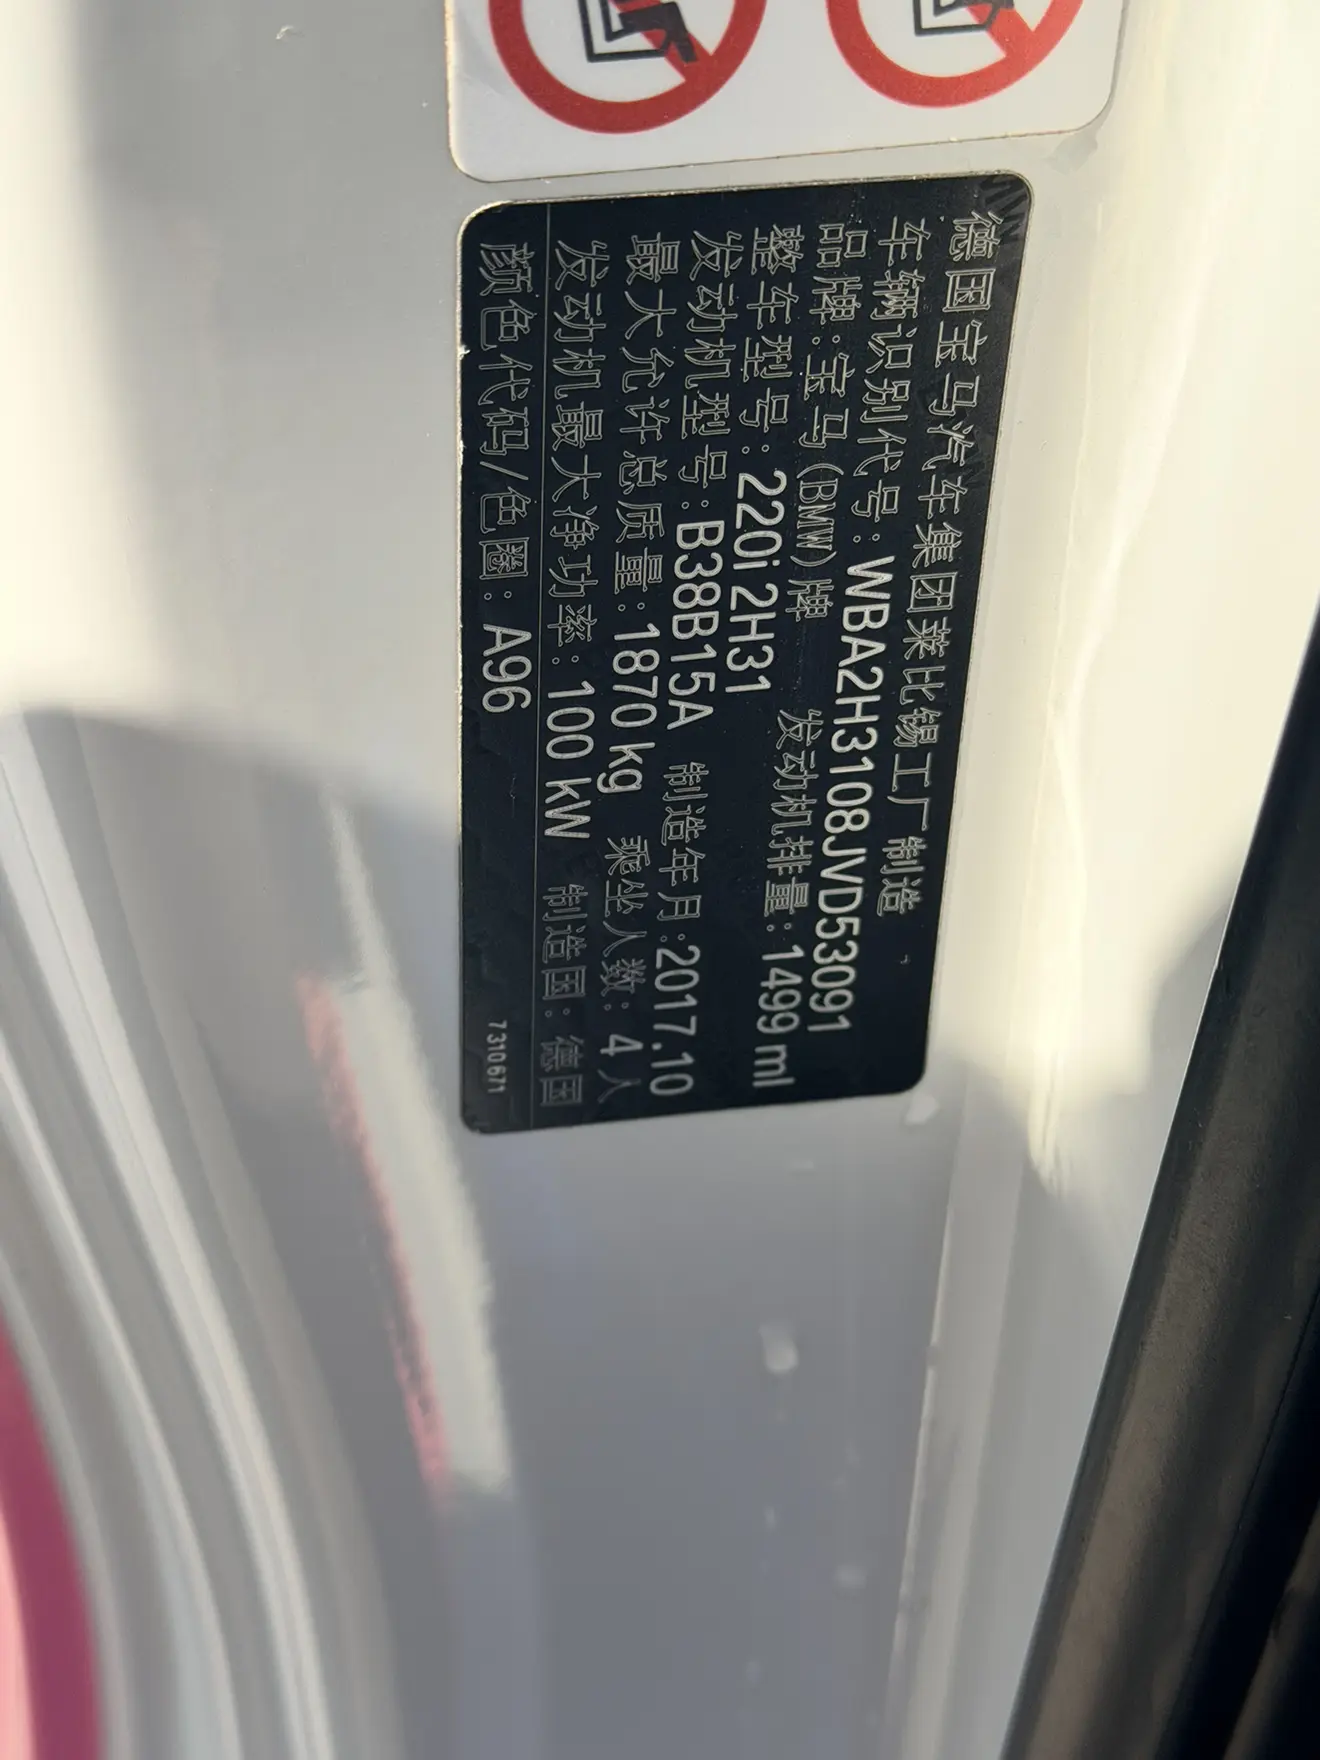 德国宝马汽车集团莱比锡工厂 制造
车辆识别代号：WBA2H3108JVD53091
品牌：宝马(BMW)牌 发动机排量：1499 ml
整车型号：220i 2H31
发动机型号：B38B15A 制造年月：2017.10
最大允许总质量：1870 kg 乘坐人数：4人
发动机最大净功率：100 kW 制造国：德国
颜色代码/色圈：A96 7310671